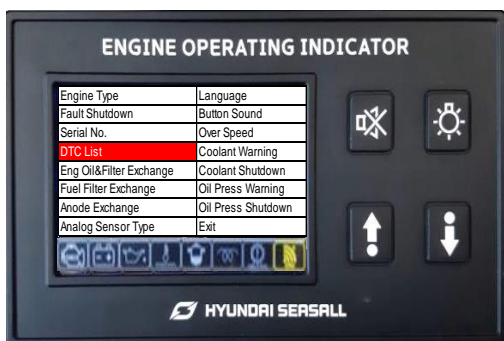 ENGINE OPERATING INDICATOR
Engine Type Language
Fault Shutdown Button Sound
Serial No. Over Speed
DTC List Coolant Warning
Eng Oil&Filter Exchange Coolant Shutdown
Fuel Filter Exchange Oil Press Warning
Anode Exchange Oil Press Shutdown
Analog Sensor Type Exit
HYUNDAI SEASALL